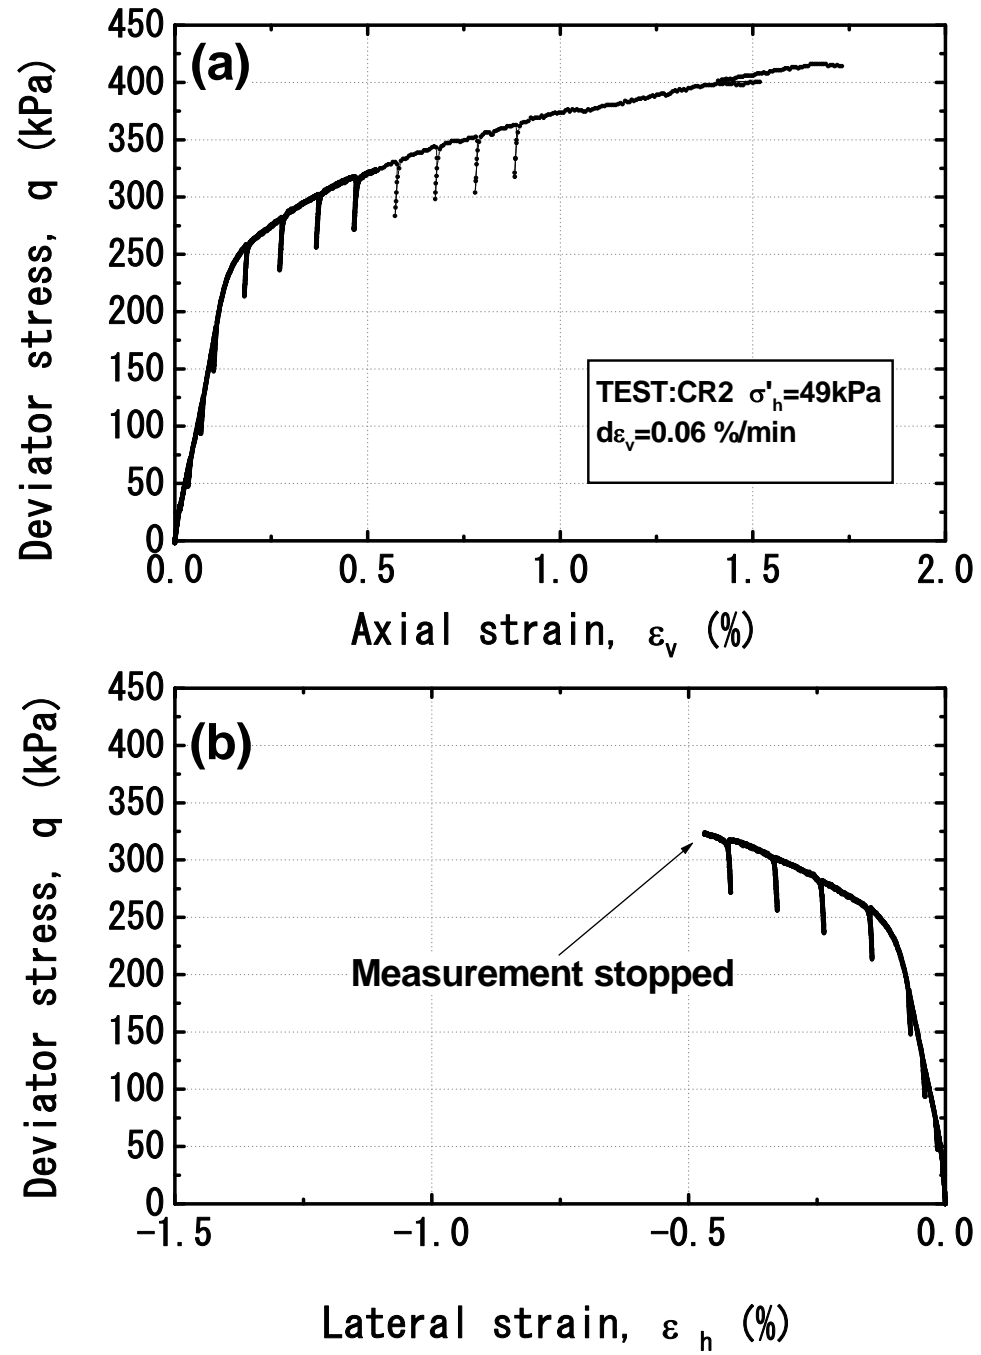 (a)
Deviator stress, q (kPa)
450
400
350
300
250
200
150
100
50
0
TEST:CR2 σ'h=49kPa
dεv=0.06 %/min
0.0 0.5 1.0 1.5 2.0
Axial strain, εv (%)
(b)
Deviator stress, q (kPa)
450
400
350
300
250
200
150
100
50
0
Measurement stopped
-1.5 -1.0 -0.5 0.0
Lateral strain, ε h (%)